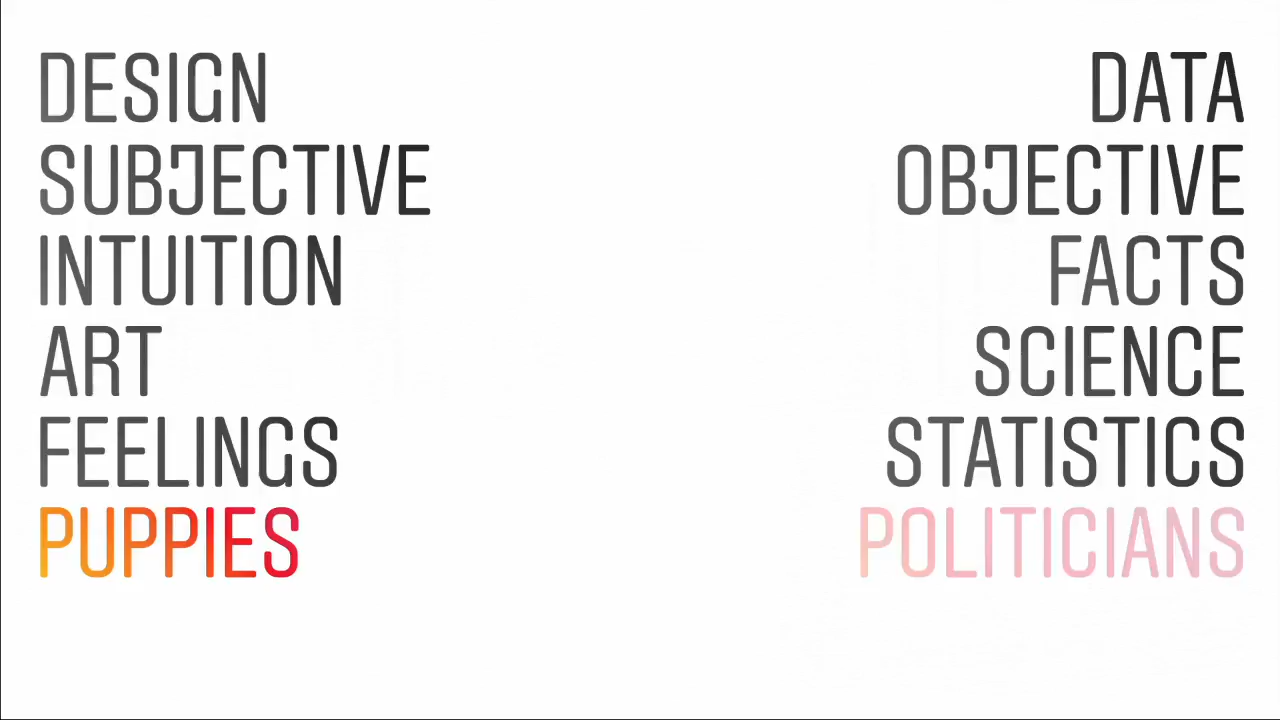 DESIGN
SUBJECTIVE
INTUITION
ART
FEELINGS
PUPPIES
DATA
OBJECTIVE
FACTS
SCIENCE
STATISTICS
POLITICIANS